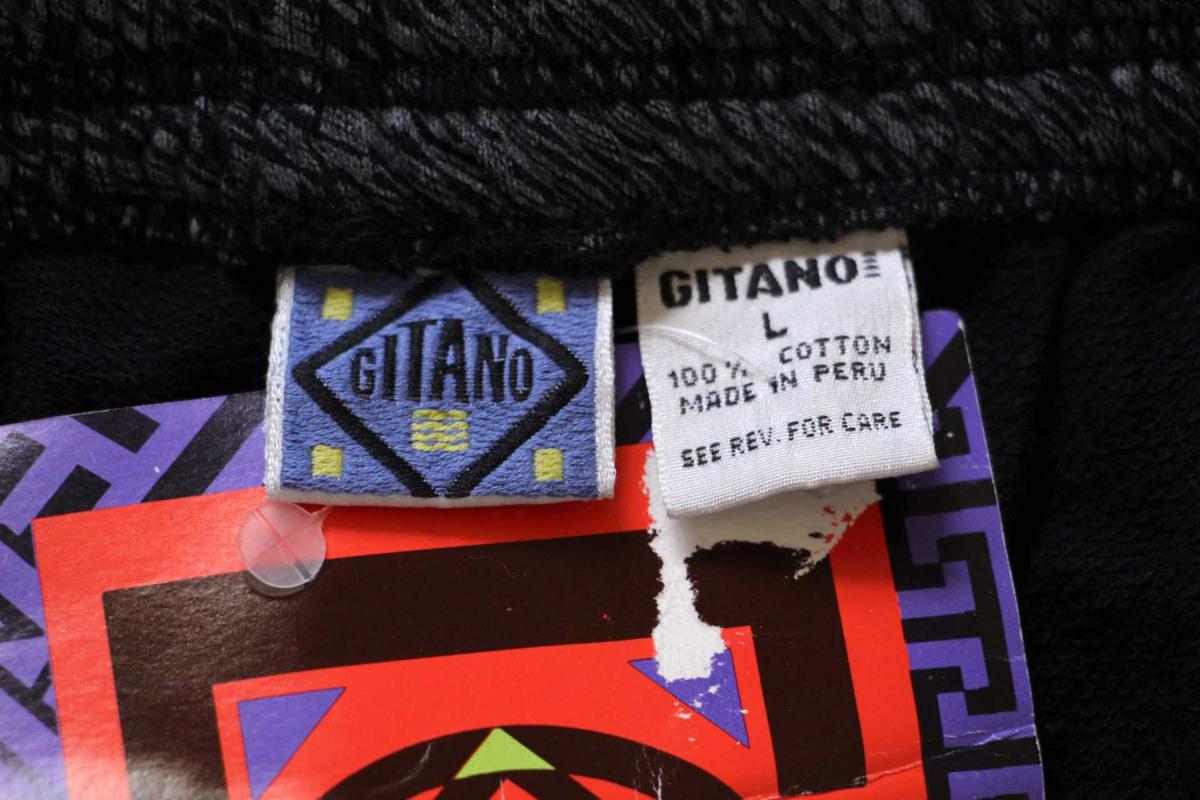 GITANO
GITANO
L
100% COTTON
MADE IN PERU
SEE REV. FOR CARE